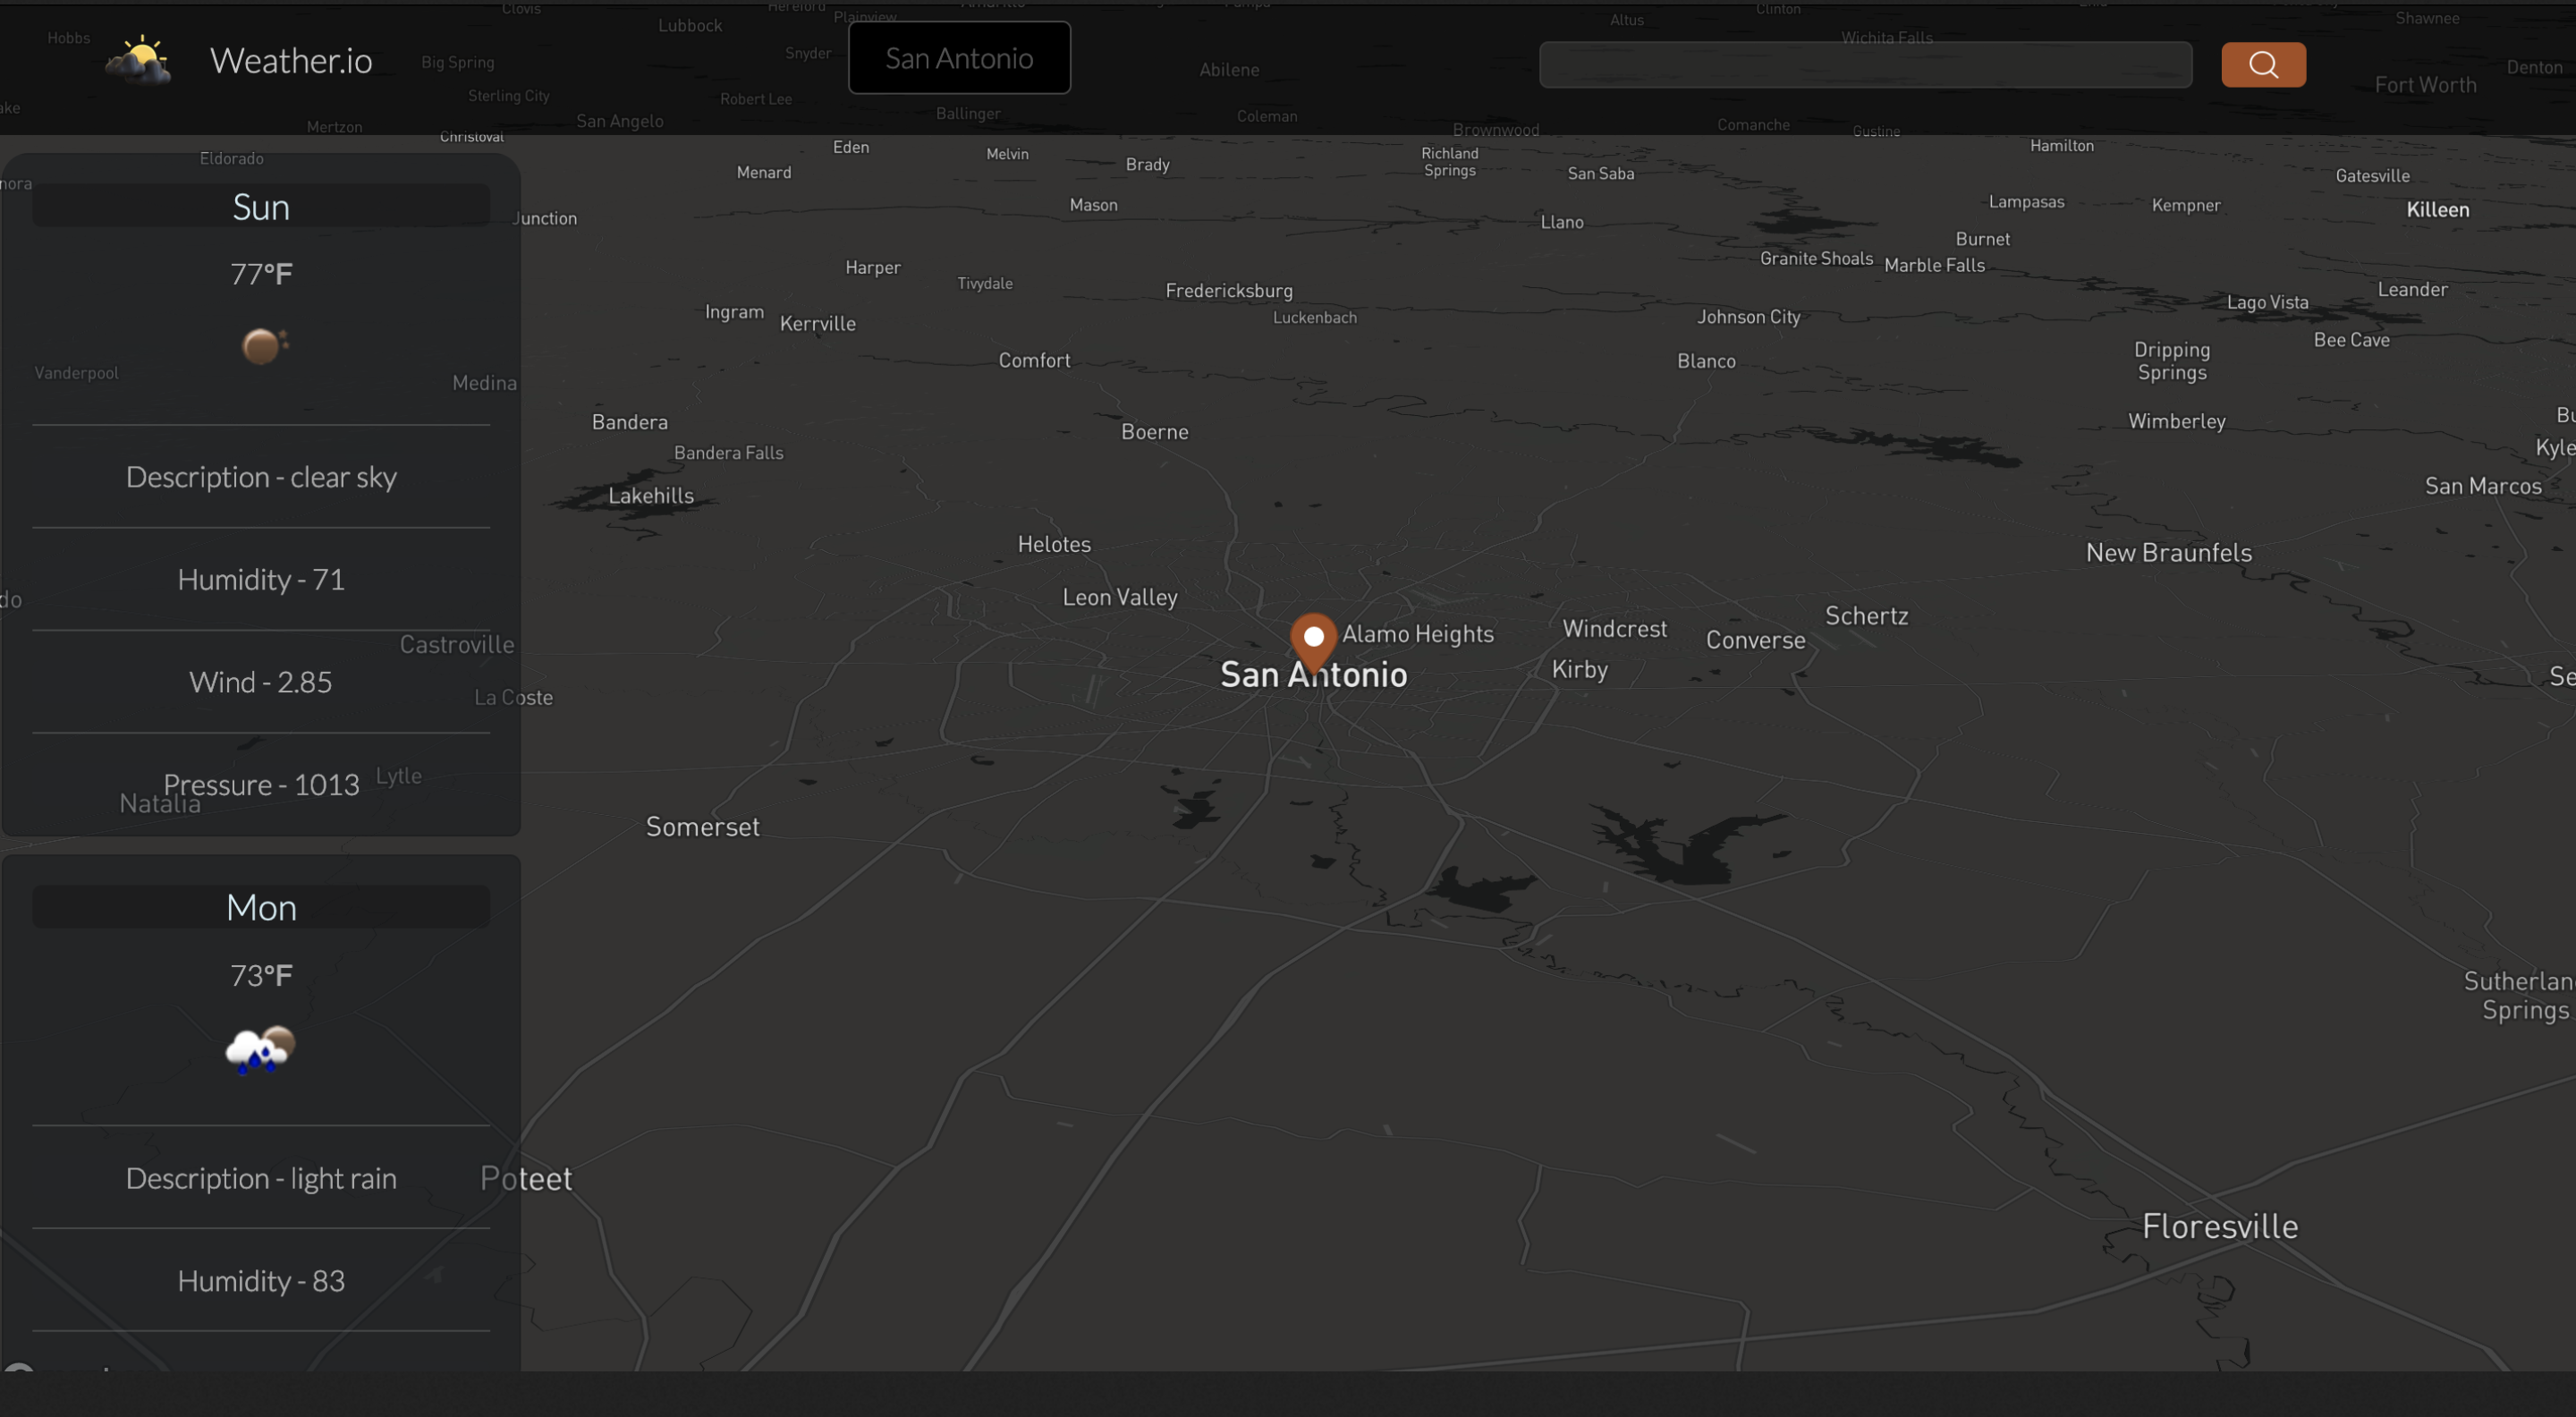 Clovis
Lubbock
Plainview
Altus
Clinton
Shawnee
Hobbs
Weather.io
Big Spring
Snyder
San Antonio
Abilene
Wichita Falls
Fort Worth
Denton
Sterling City
Robert Lee
Ballinger
Coleman
Mertzon
Christoval
San Angelo
Brownwood
Comanche
Gustine
Eldorado
Menard
Eden
Melvin
Brady
Richland
Springs
San Saba
Hamilton
Gatesville
Junction
Mason
Llano
Lampasas
Kempner
Killeen
Burnet
Granite Shoals
Marble Falls
Harper
Tivydale
Fredericksburg
Luckenbach
Johnson City
Lago Vista
Leander
Ingram
Kerrville
Comfort
Blanco
Dripping
Springs
Bee Cave
Vanderpool
Medina
Bandera
Bandera Falls
Boerne
Wimberley
Kyle
Lakehills
San Marcos
Helotes
New Braunfels
Leon Valley
Alamo Heights
Windcrest
Converse
Schertz
San Antonio
Kirby
Castroville
La Coste
Lytle
Natalia
Somerset
Sutherlan
Springs
Poteet
Floresville
Sun
77°F
Description - clear sky
Humidity - 71
Wind - 2.85
Pressure - 1013
Mon
73°F
Description - light rain
Humidity - 83